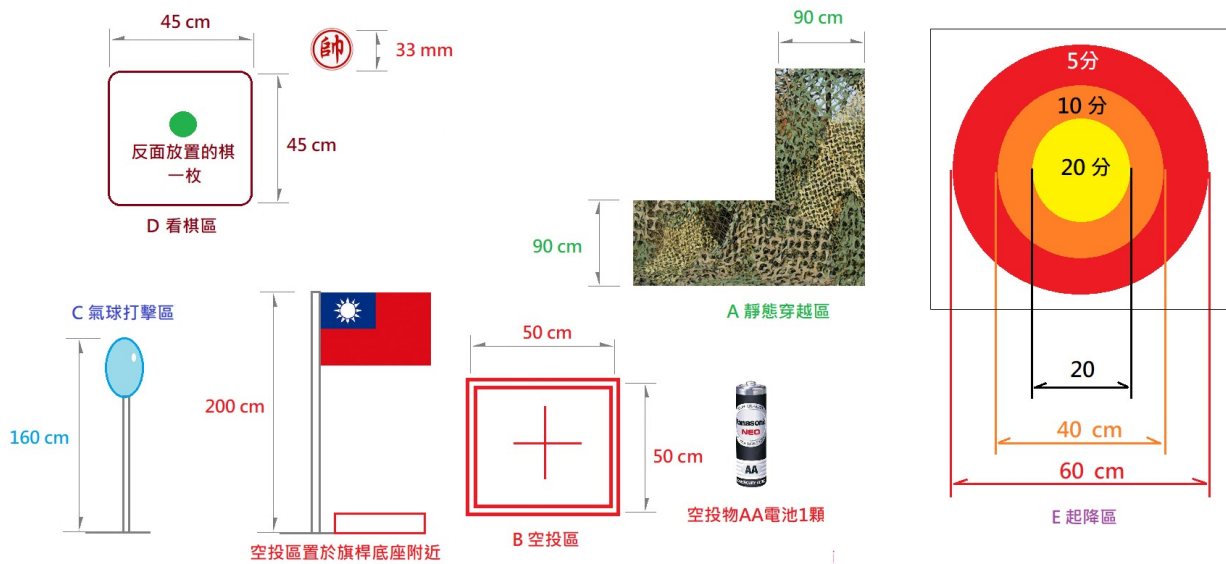 45 cm
帥
33 mm
45 cm
反面放置的棋
一枚
D 看棋區
90 cm
90 cm
A 靜態穿越區
5分
10 分
20 分
20
40 cm
60 cm
E 起降區
C 氣球打擊區
160 cm
200 cm
空投區置於旗桿底座附近
50 cm
50 cm
B 空投區
Panasonic
NEO
AA
空投物AA電池1顆